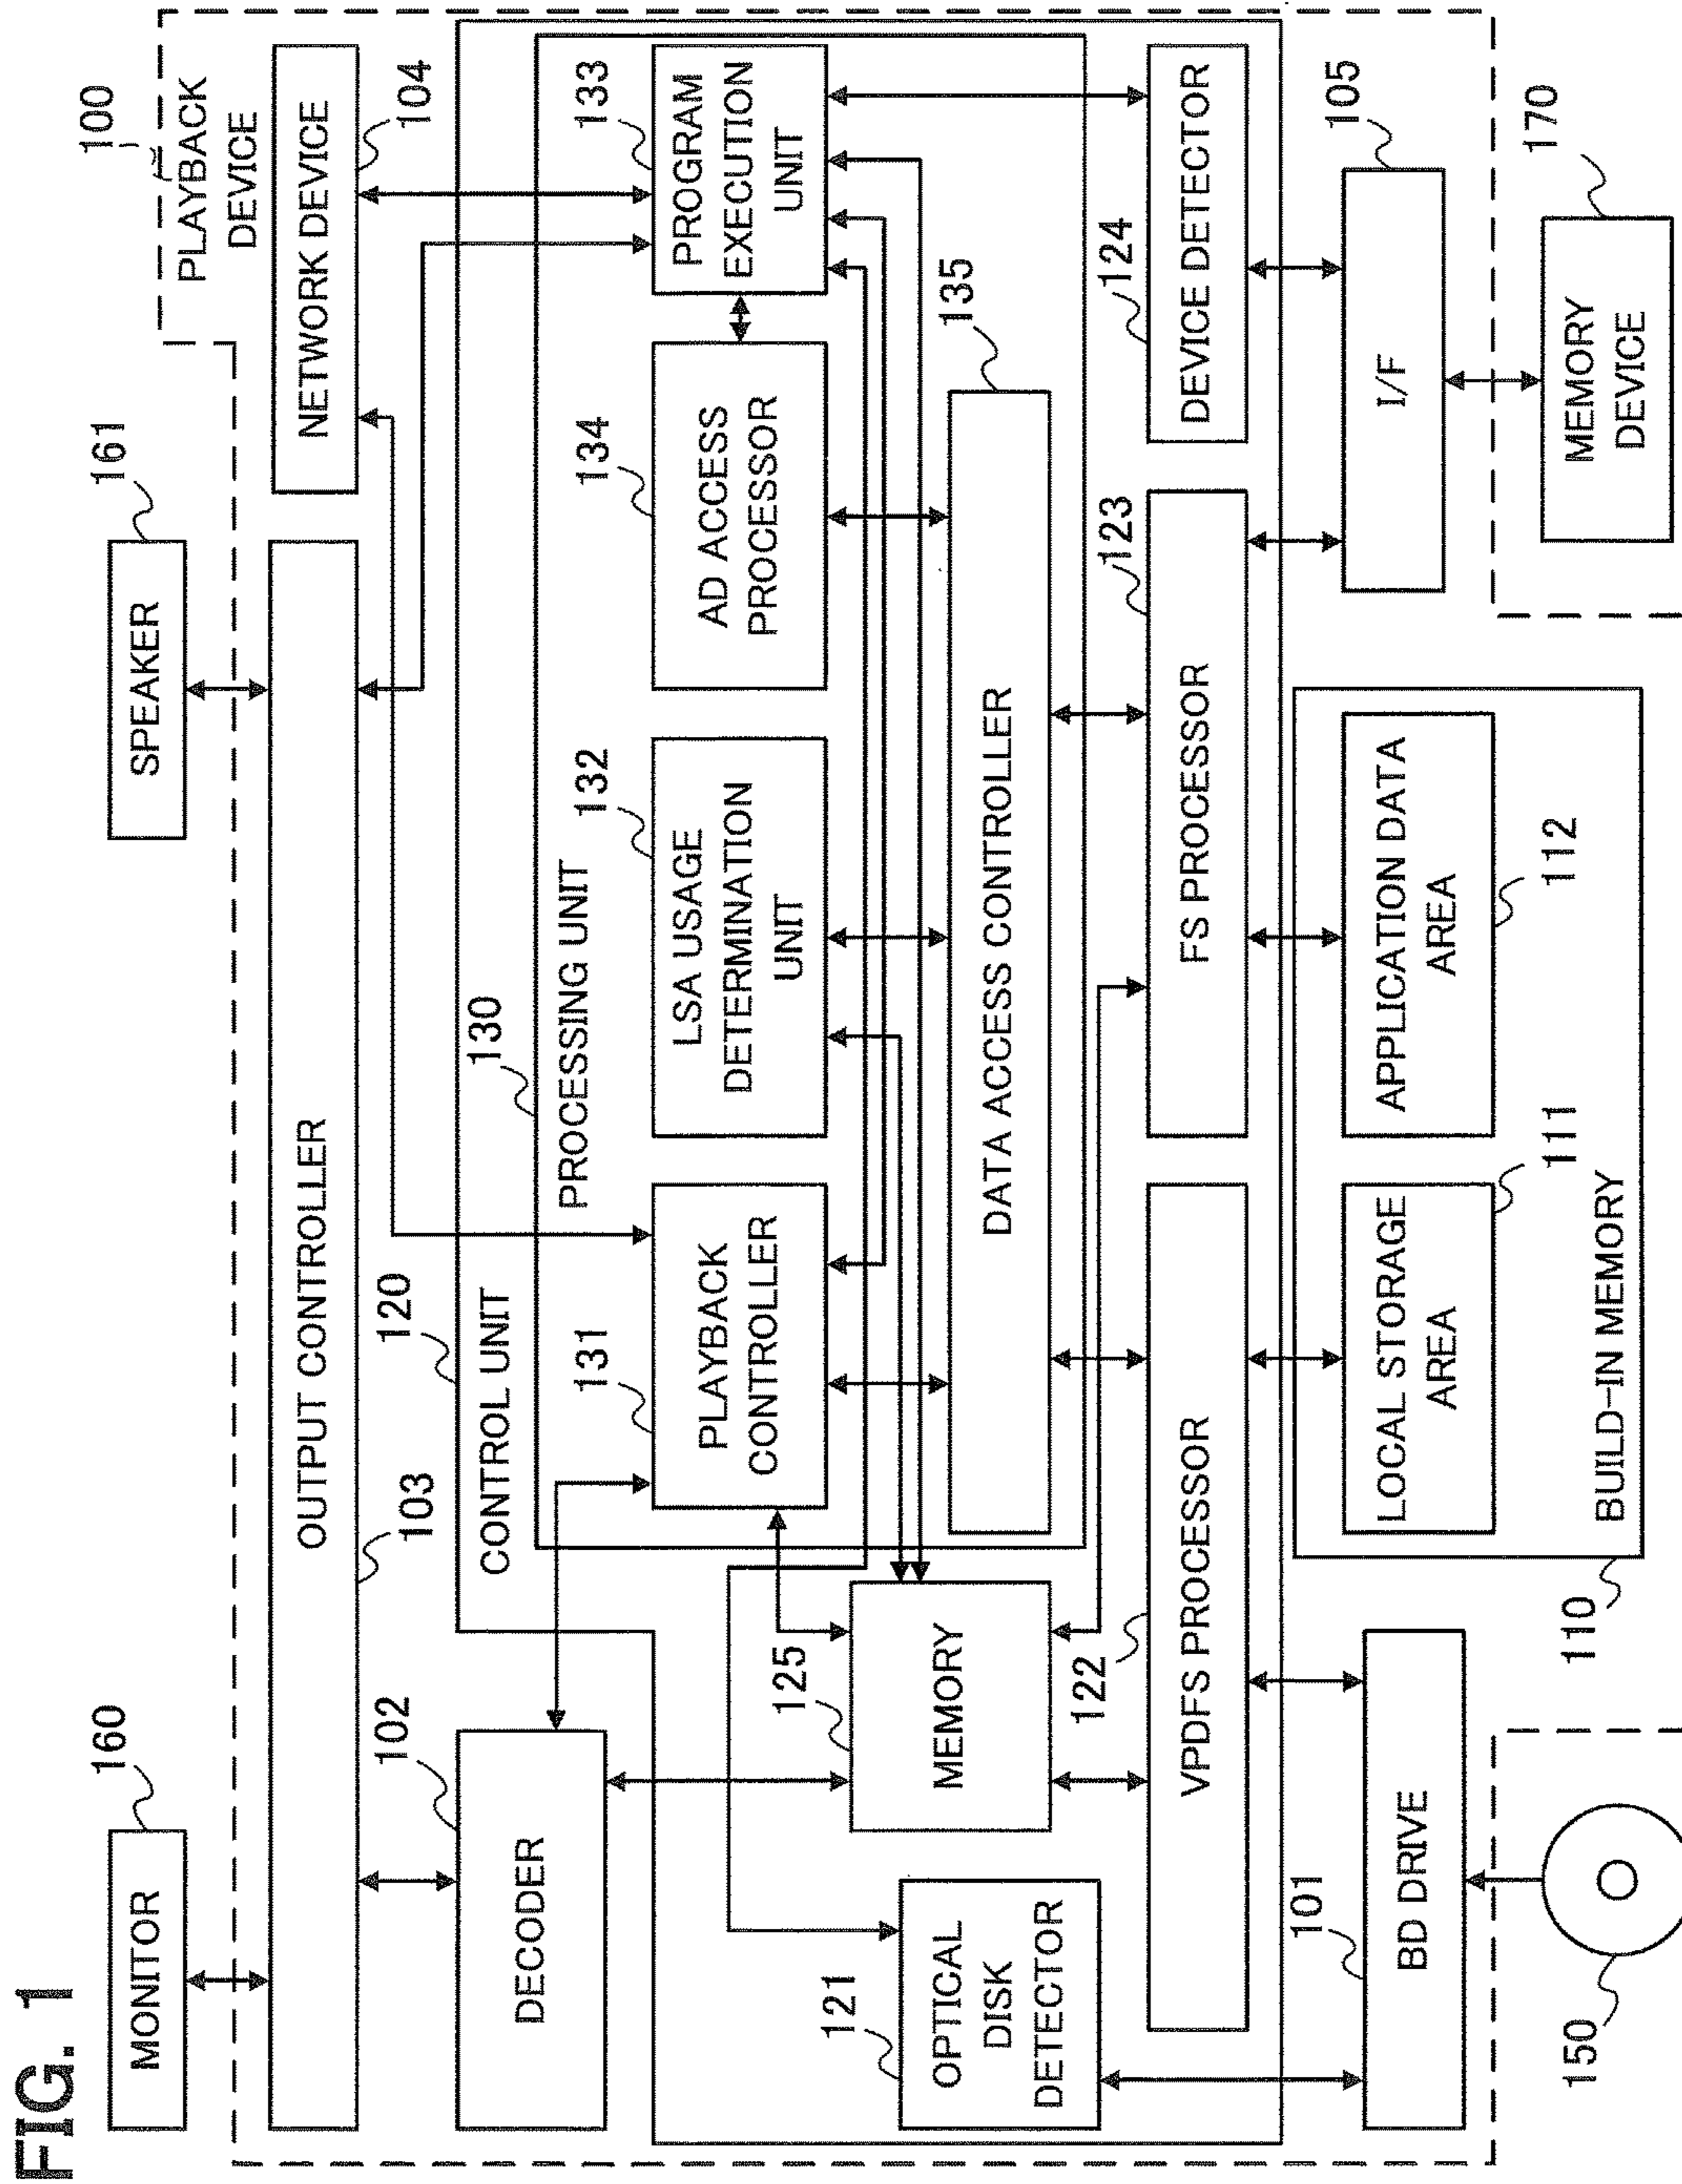 FIG. 1
MONITOR
160
SPEAKER
161
100
PLAYBACK
DEVICE
OUTPUT CONTROLLER
103
NETWORK DEVICE
104
DECODER
102
120
CONTROL UNIT
130
PROCESSING UNIT
131
PLAYBACK
CONTROLLER
132
LSA USAGE
DETERMINATION
UNIT
134
AD ACCESS
PROCESSOR
133
PROGRAM
EXECUTION
UNIT
121
OPTICAL
DISK
DETECTOR
125
MEMORY
DATA ACCESS CONTROLLER
135
122
VPDFS PROCESSOR
FS PROCESSOR
123
124
DEVICE DETECTOR
101
BD DRIVE
LOCAL STORAGE
AREA
111
APPLICATION DATA
AREA
112
I/F
105
150
110
BUILD-IN MEMORY
MEMORY
DEVICE
170